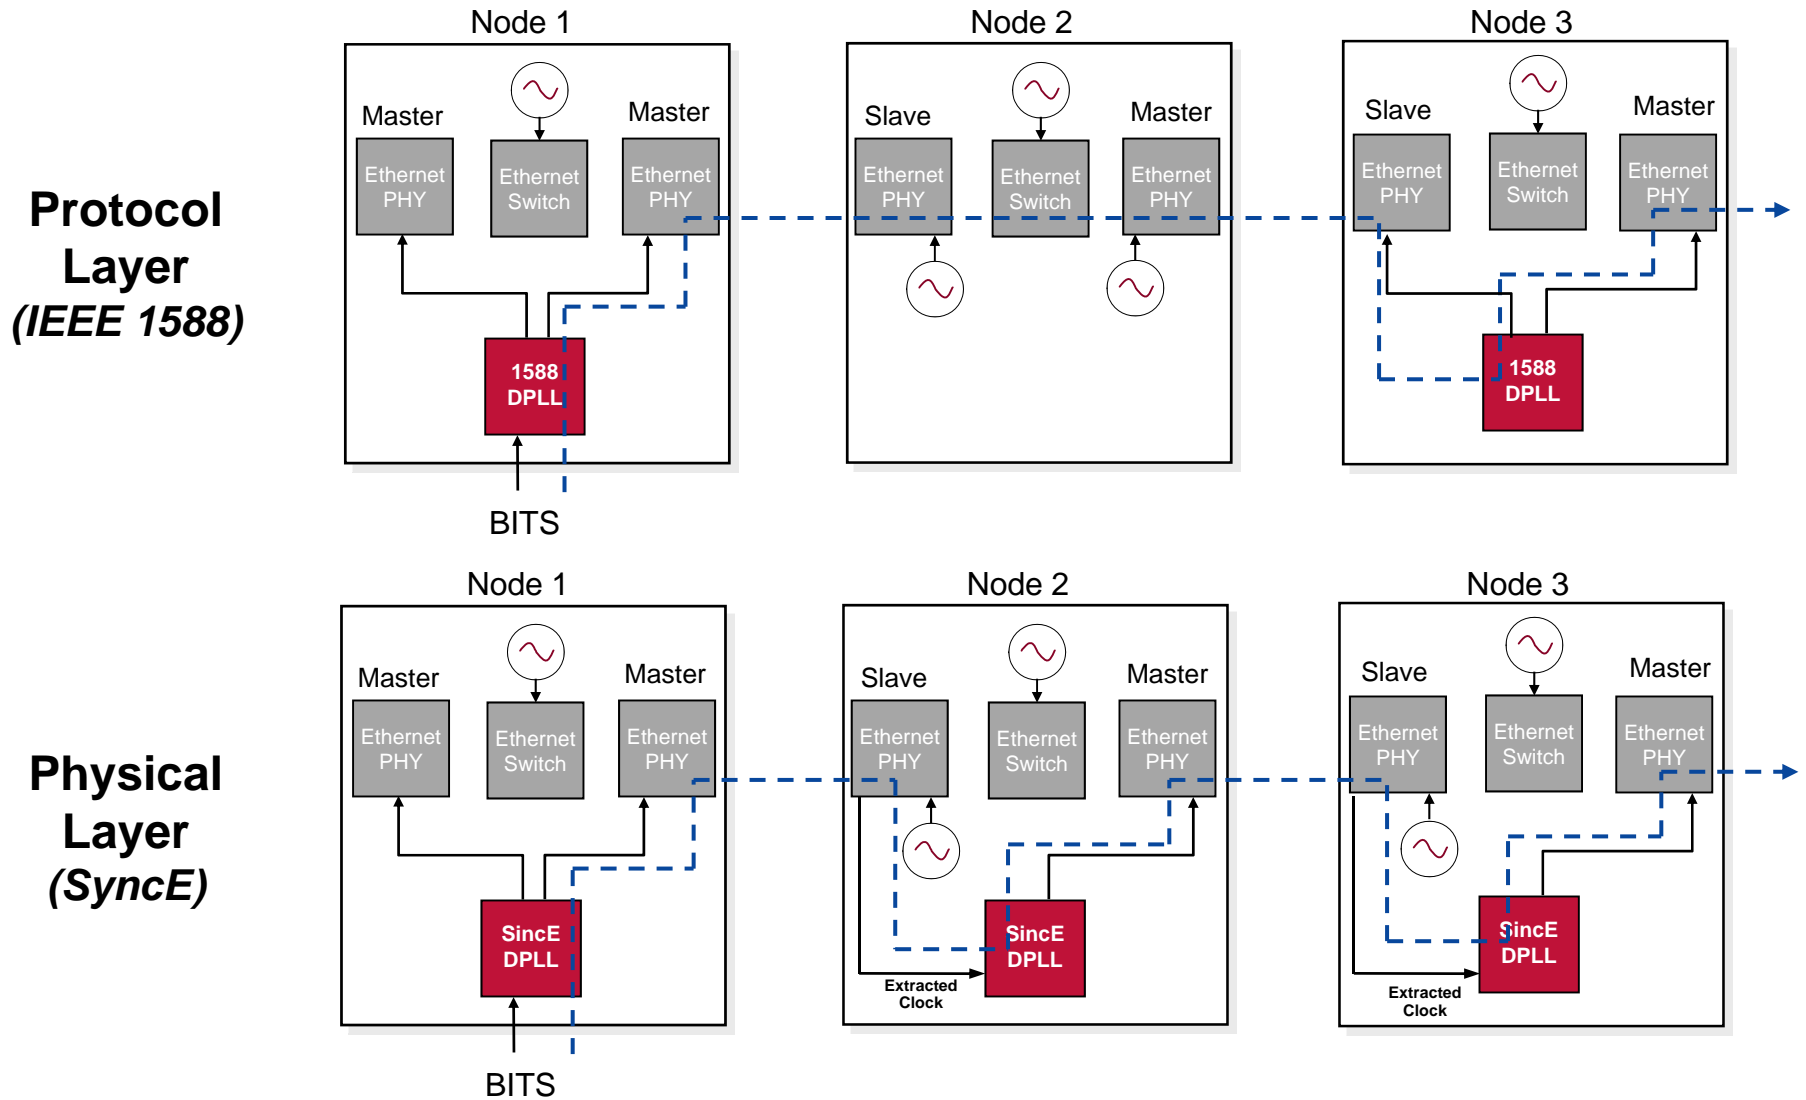 Node 1
Node 2
Node 3
Protocol
Layer
(IEEE 1588)
Master
Master
Ethernet
PHY
Ethernet
Switch
Ethernet
PHY
1588
DPLL
BITS
Slave
Master
Ethernet
PHY
Ethernet
Switch
Ethernet
PHY
Slave
Master
Ethernet
PHY
Ethernet
Switch
Ethernet
PHY
1588
DPLL
Node 1
Node 2
Node 3
Physical
Layer
(SyncE)
Master
Master
Ethernet
PHY
Ethernet
Switch
Ethernet
PHY
SincE
DPLL
BITS
Slave
Master
Ethernet
PHY
Ethernet
Switch
Ethernet
PHY
SincE
DPLL
Extracted
Clock
Slave
Master
Ethernet
PHY
Ethernet
Switch
Ethernet
PHY
SincE
DPLL
Extracted
Clock